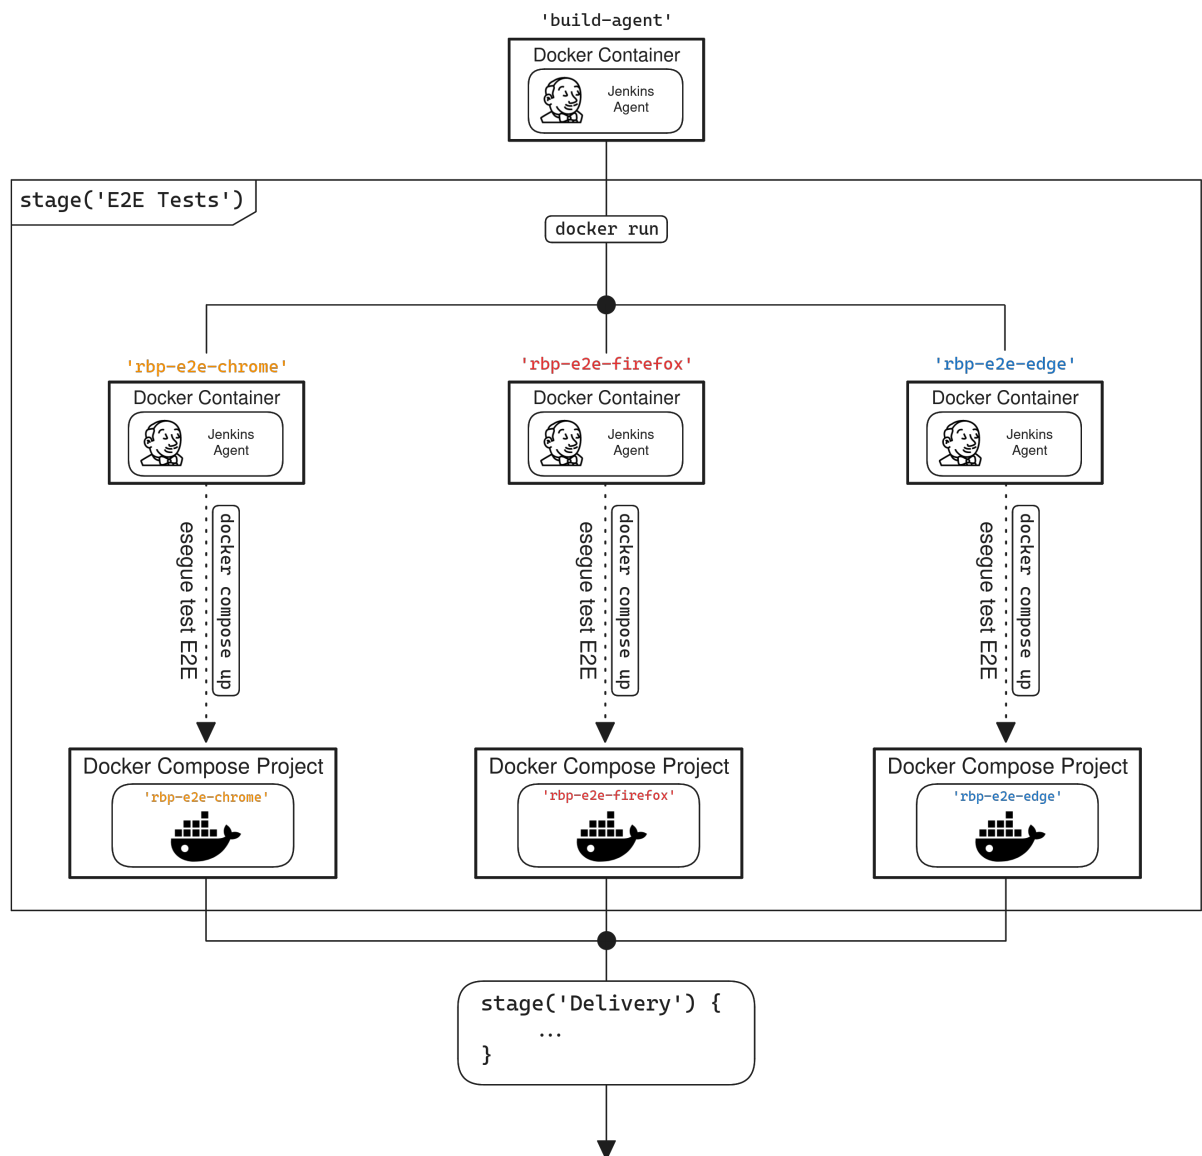 'build-agent'
Docker Container
Jenkins
Agent
stage('E2E Tests')
docker run
'rbp-e2e-chrome'
Docker Container
Jenkins
Agent
'rbp-e2e-firefox'
Docker Container
Jenkins
Agent
'rbp-e2e-edge'
Docker Container
Jenkins
Agent
docker compose up
esegue test E2E
docker compose up
esegue test E2E
docker compose up
esegue test E2E
Docker Compose Project
'rbp-e2e-chrome'
Docker Compose Project
'rbp-e2e-firefox'
Docker Compose Project
'rbp-e2e-edge'
stage('Delivery') {
...
}